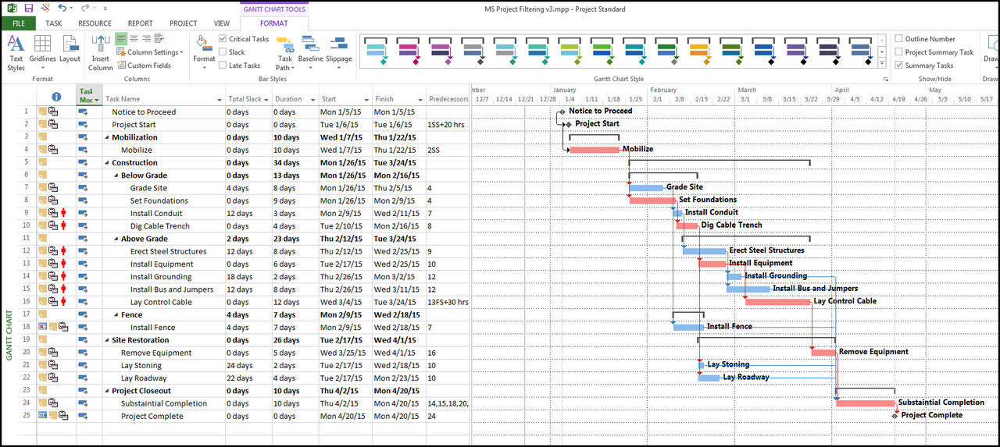 MS Project Filtering v3.mpp - Project Standard
GANTT CHART TOOLS
FILE TASK RESOURCE REPORT PROJECT VIEW FORMAT
Text Styles
Gridlines
Layout
Format
Insert Column
Column Settings
Custom Fields
Columns
Format
Critical Tasks
Slack
Late Tasks
Task Path
Baseline
Slippage
Bar Styles
Gantt Chart Style
Outline Number
Project Summary Task
Summary Tasks
Show/Hide
Task Name Total Slack Duration Start Finish Predecessors
1 Notice to Proceed 0 days 0 days Mon 1/5/15 Mon 1/5/15
2 Project Start 0 days 0 days Tue 1/6/15 Tue 1/6/15 1SS+20 hrs
3 Mobilization 0 days 10 days Wed 1/7/15 Thu 1/22/15
4 Mobilize 0 days 10 days Wed 1/7/15 Thu 1/22/15 2SS
5 Construction 0 days 34 days Mon 1/26/15 Tue 3/24/15
6 Below Grade 0 days 13 days Mon 1/26/15 Mon 2/16/15
7 Grade Site 4 days 8 days Mon 1/26/15 Thu 2/5/15 4
8 Set Foundations 0 days 9 days Mon 1/26/15 Mon 2/9/15 4
9 Install Conduit 12 days 3 days Mon 2/9/15 Wed 2/11/15 7
10 Dig Cable Trench 0 days 4 days Tue 2/10/15 Mon 2/16/15 8
11 Above Grade 2 days 23 days Thu 2/12/15 Tue 3/24/15
12 Erect Steel Structures 12 days 8 days Thu 2/12/15 Wed 2/25/15 9
13 Install Equipment 0 days 6 days Tue 2/17/15 Wed 2/25/15 10
14 Install Grounding 18 days 2 days Thu 2/26/15 Mon 3/2/15 12
15 Install Bus and Jumpers 12 days 8 days Thu 2/26/15 Wed 3/11/15 12
16 Lay Control Cable 0 days 12 days Wed 3/4/15 Tue 3/24/15 13FS+30 hrs
17 Fence 4 days 7 days Mon 2/9/15 Wed 2/18/15
18 Install Fence 4 days 7 days Mon 2/9/15 Wed 2/18/15 7
19 Site Restoration 0 days 26 days Tue 2/17/15 Wed 4/1/15
20 Remove Equipment 0 days 5 days Wed 3/25/15 Wed 4/1/15 16
21 Lay Stoning 24 days 2 days Tue 2/17/15 Wed 2/18/15 10
22 Lay Roadway 22 days 4 days Tue 2/17/15 Mon 2/23/15 10
23 Project Closeout 0 days 10 days Thu 4/2/15 Mon 4/20/15
24 Substaintial Completion 0 days 10 days Thu 4/2/15 Mon 4/20/15 14,15,18,20,
25 Project Complete 0 days 0 days Mon 4/20/15 Mon 4/20/15 24
GANTT CHART
January February March April May
12/7 12/14 12/21 12/28 1/4 1/11 1/18 1/25 2/1 2/8 2/15 2/22 3/1 3/8 3/15 3/22 3/29 4/5 4/12 4/19 4/26 5/3 5/10 5/17
Notice to Proceed
Project Start
Mobilize
Grade Site
Set Foundations
Install Conduit
Dig Cable Trench
Erect Steel Structures
Install Equipment
Install Grounding
Install Bus and Jumpers
Lay Control Cable
Install Fence
Remove Equipment
Lay Stoning
Lay Roadway
Substaintial Completion
Project Complete